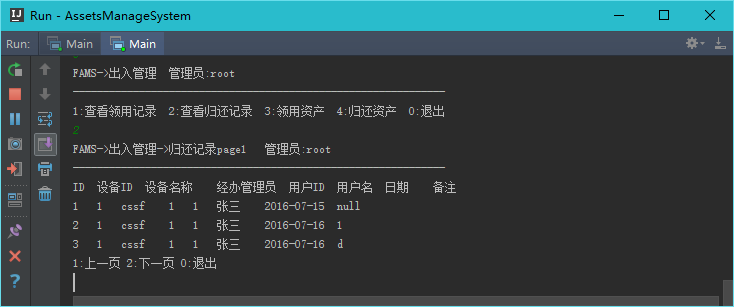 Run - AssetsManageSystem
Run: Main Main
FAMS->出入管理 管理员:root
1:查看领用记录 2:查看归还记录 3:领用资产 4:归还资产 0:退出
2
FAMS->出入管理->归还记录page1 管理员:root
ID 设备ID 设备名称 经办管理员 用户ID 用户名 日期 备注
1 1 cssf 1 1 张三 2016-07-15 null
2 1 cssf 1 1 张三 2016-07-16 1
3 1 cssf 1 1 张三 2016-07-16 d
1:上一页 2:下一页 0:退出